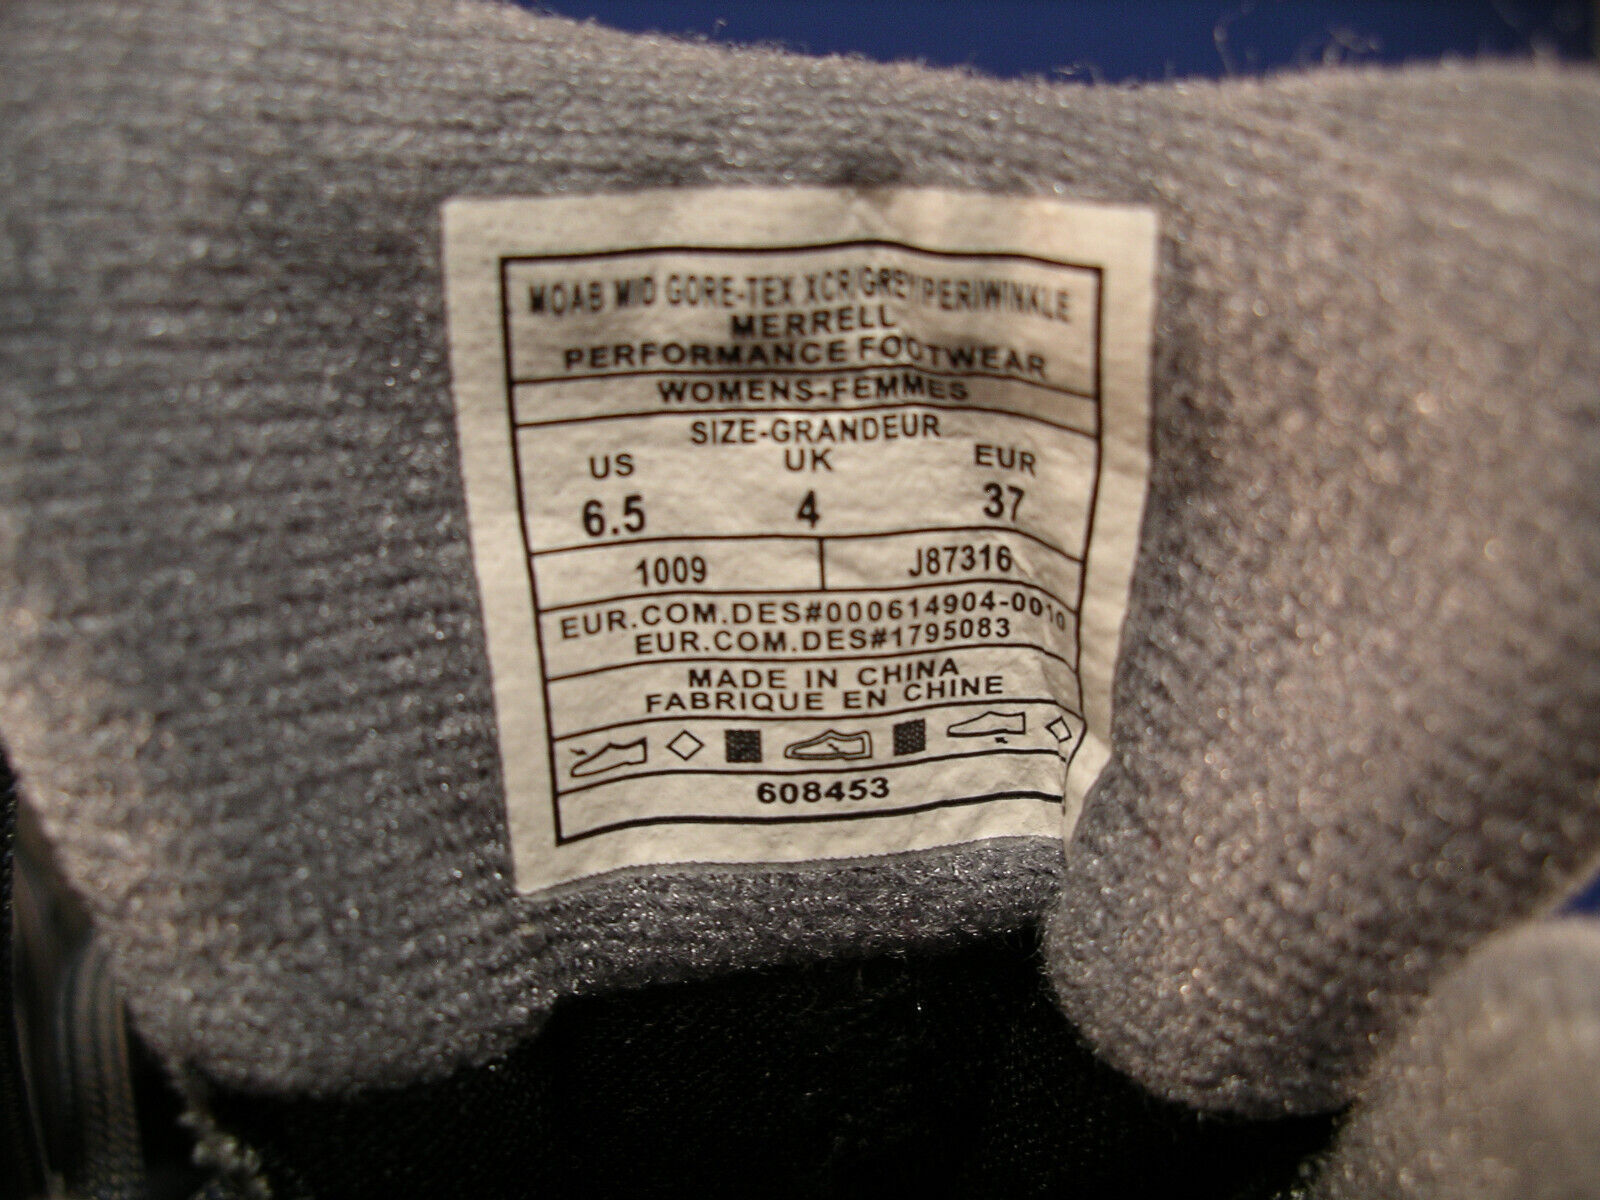 MOAB MID GORE-TEX XCR/GREY/PERIWINKLE
MERRELL
PERFORMANCE FOOTWEAR
WOMENS-FEMMES
SIZE-GRANDEUR
US UK EUR
6.5 4 37
1009 J87316
EUR.COM.DES#000614904-0010
EUR.COM.DES#1795083
MADE IN CHINA
FABRIQUE EN CHINE
608453